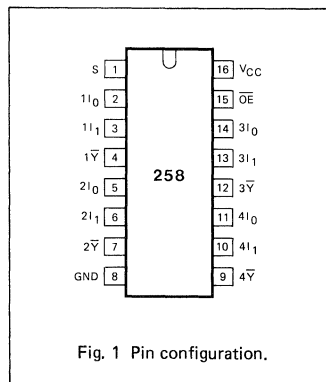 S 1 16 VCC
1I0 2 15 O̅E̅
1I1 3 14 3I0
1Y̅ 4 13 3I1
2I0 5 258 12 3Y̅
2I1 6 11 4I0
2Y̅ 7 10 4I1
GND 8 9 4Y̅
Fig. 1 Pin configuration.